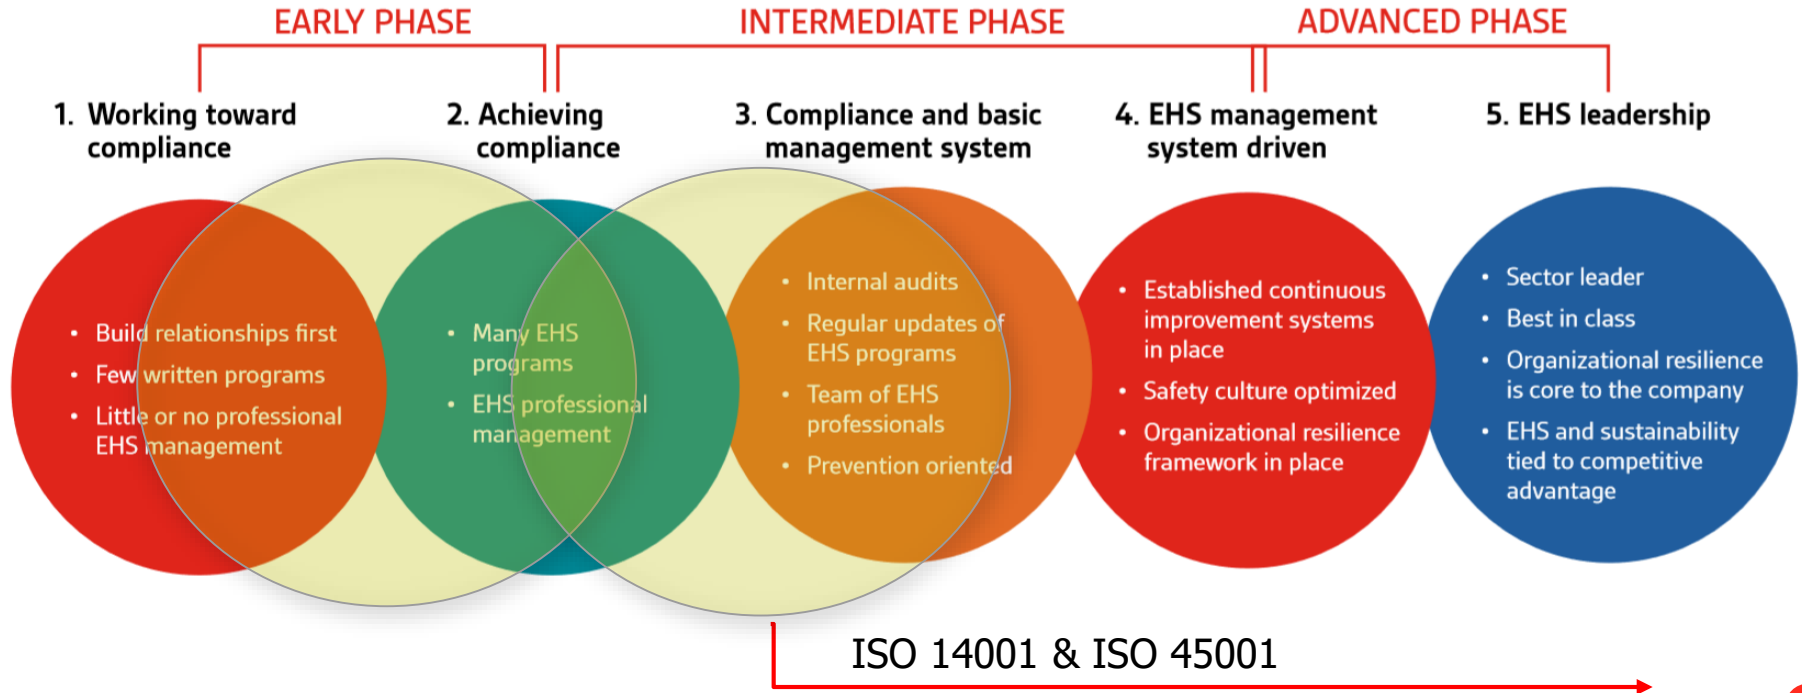 EARLY PHASE
INTERMEDIATE PHASE
ADVANCED PHASE
1. Working toward
compliance
2. Achieving
compliance
3. Compliance and basic
management system
4. EHS management
system driven
5. EHS leadership
• Build relationships first
• Few written programs
• Little or no professional
EHS management
• Many EHS
programs
• EHS professional
management
• Internal audits
• Regular updates of
EHS programs
• Team of EHS
professionals
• Prevention oriented
• Established continuous
improvement systems
in place
• Safety culture optimized
• Organizational resilience
framework in place
• Sector leader
• Best in class
• Organizational resilience
is core to the company
• EHS and sustainability
tied to competitive
advantage
ISO 14001 & ISO 45001